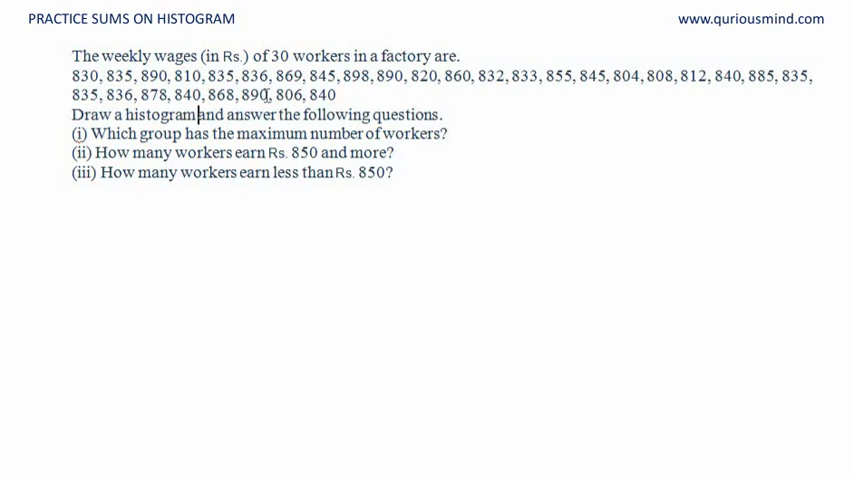 PRACTICE SUMS ON HISTOGRAM
www.quriousmind.com
The weekly wages (in Rs.) of 30 workers in a factory are.
830, 835, 890, 810, 835, 836, 869, 845, 898, 890, 820, 860, 832, 833, 855, 845, 804, 808, 812, 840, 885, 835,
835, 836, 878, 840, 868, 890, 806, 840
Draw a histogram and answer the following questions.
(i) Which group has the maximum number of workers?
(ii) How many workers earn Rs. 850 and more?
(iii) How many workers earn less than Rs. 850?